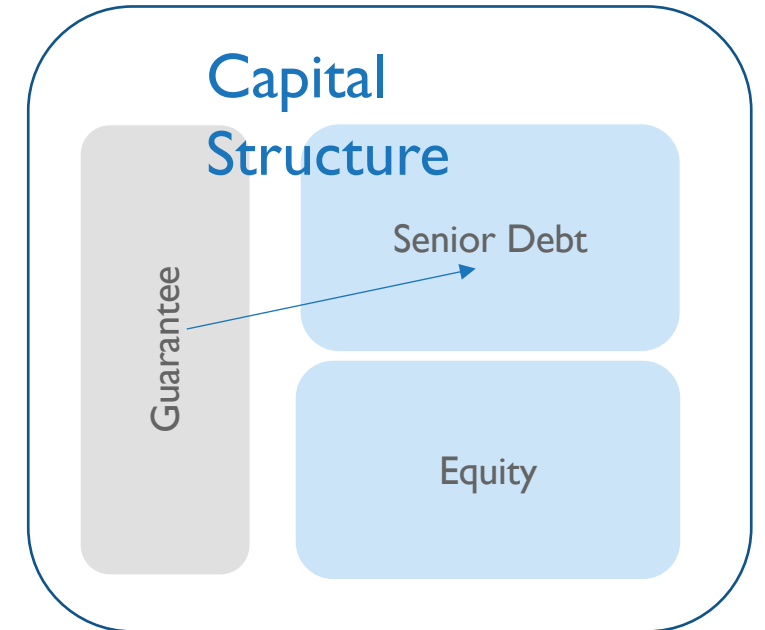 Capital
Structure
Senior Debt
Guarantee
Equity